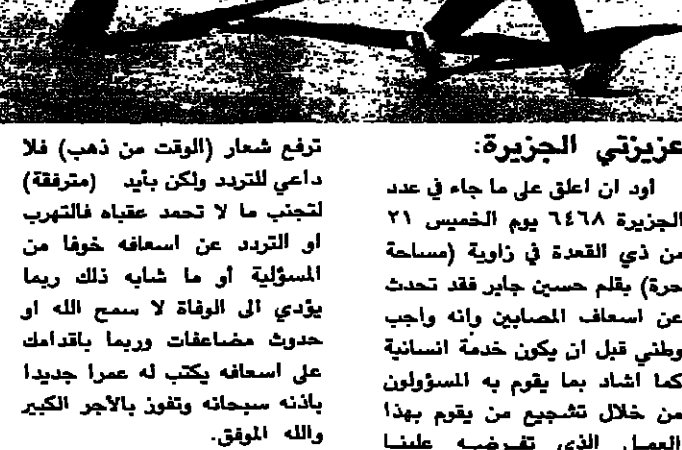 عزيزتي الجزيرة:
اود ان اعلق على ما جاء في عدد
الجزيرة ٦٤٦٨ يوم الخميس ٢١
من ذي القعدة في زاوية (مساحة
حرة) بقلم حسين جابر فقد تحدث
عن اسعاف المصابين وانه واجب
وطني قبل ان يكون خدمة انسانية
كما اشاد بما يقوم به المسؤولون
من خلال تشجيع من يقوم بهذا
العمل الذي تفرضه علينا
ترفع شعار (الوقت من ذهب) فلا
داعي للتردد ولكن بأيد (مترفقة)
لتجنب ما لا تحمد عقباه فالتهرب
او التردد عن اسعافه خوفا من
المسؤلية أو ما شابه ذلك ربما
يؤدي الى الوفاة لا سمح الله او
حدوث مضاعفات وربما باقدامك
على اسعافه يكتب له عمرا جديدا
باذنه سبحانه وتفوز بالأجر الكبير
والله الموفق.